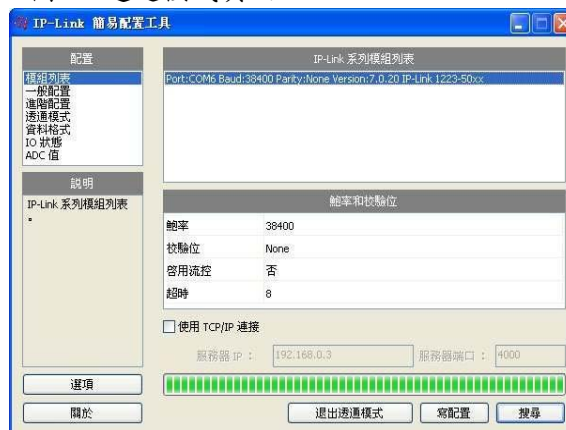 IP-Link 簡易配置工具
配置
模組列表
一般配置
進階配置
透通模式
資料格式
IO 狀態
ADC 值
說明
IP-Link 系列模組列表
。
IP-Link 系列模組列表
Port:COM6 Baud:38400 Parity:None Version:7.0.20 IP-Link 1223-50xx
鮑率和校驗位
鮑率 38400
校驗位 None
啓用流控 否
超時 8
使用 TCP/IP 連接
服務器 IP : 192.168.0.3 服務器端口 : 4000
選項
關於
退出透通模式 寫配置 搜尋